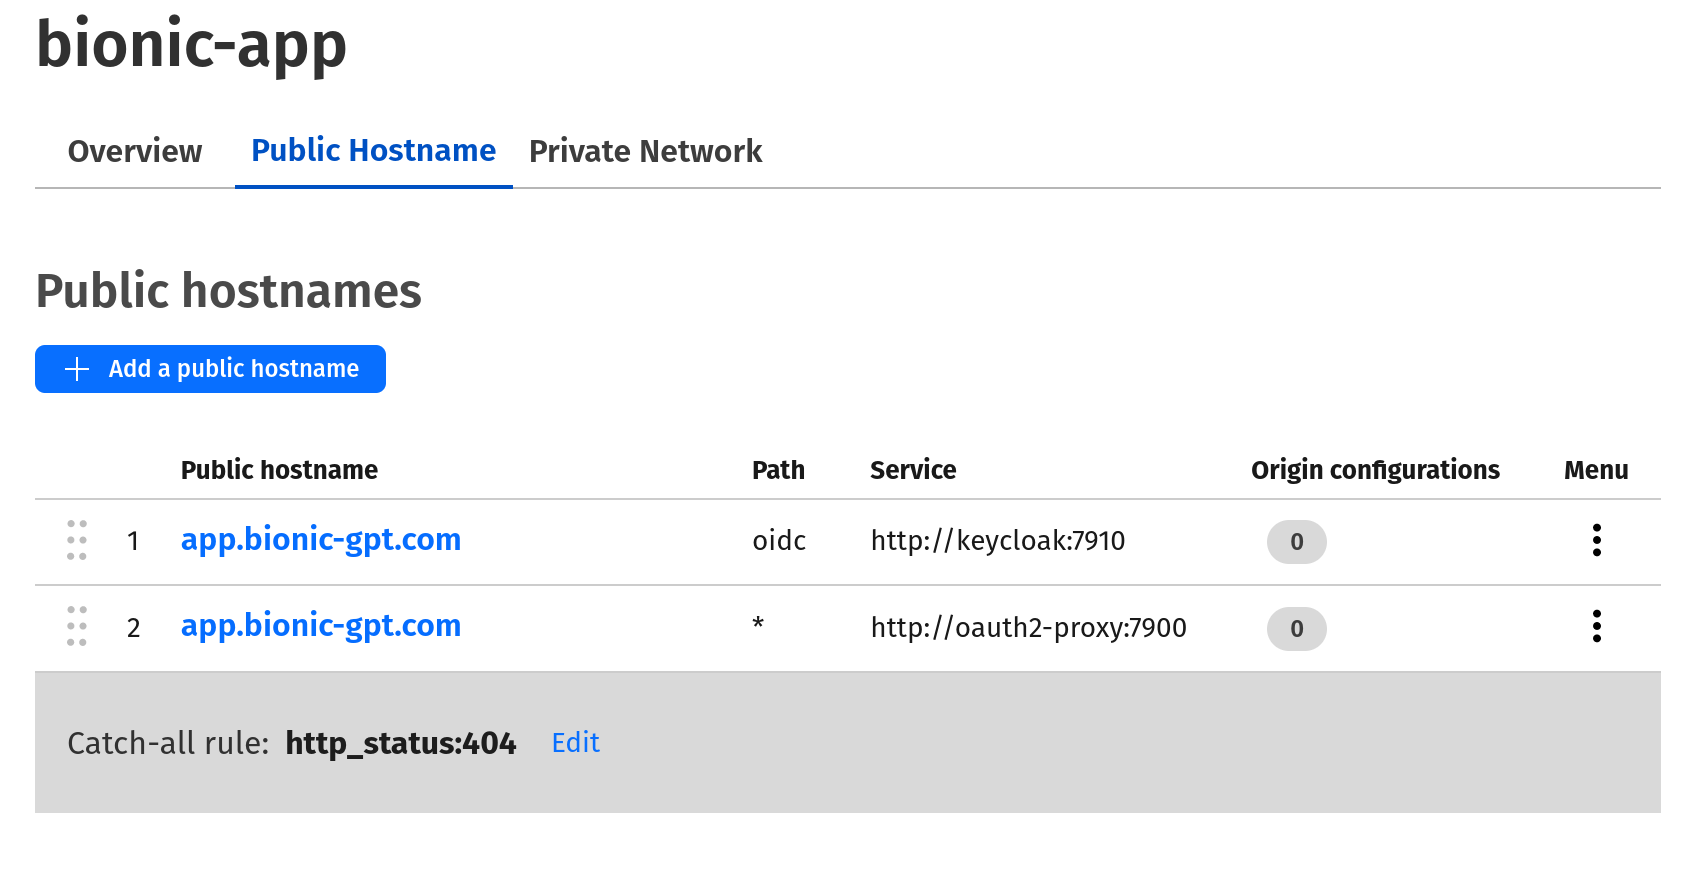 bionic-app
Overview Public Hostname Private Network
Public hostnames
Add a public hostname
Public hostname Path Service Origin configurations Menu
1 app.bionic-gpt.com oidc http://keycloak:7910 0
2 app.bionic-gpt.com * http://oauth2-proxy:7900 0
Catch-all rule: http_status:404 Edit